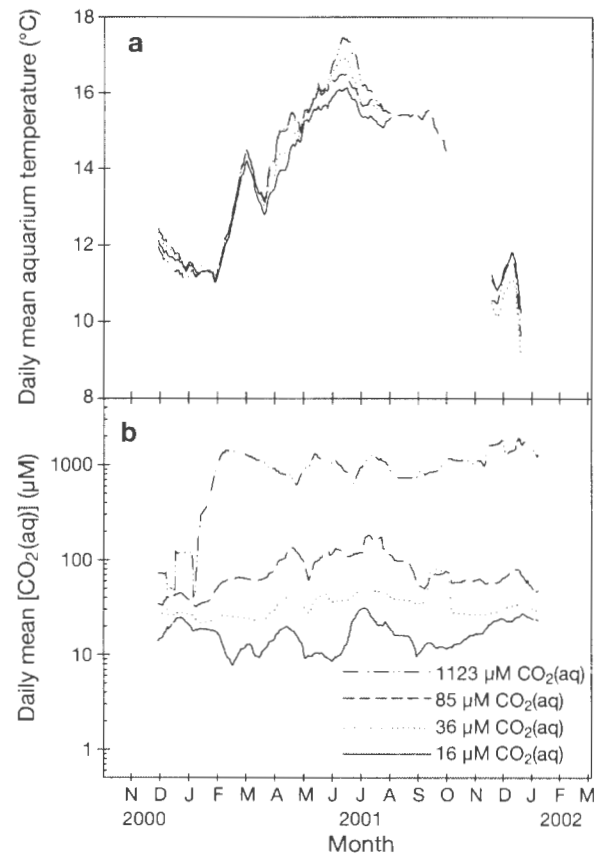 a
Daily mean aquarium temperature (°C)
18
16
14
12
10
8
b
Daily mean [CO₂(aq)] (µM)
1000
100
10
1
1123 µM CO₂(aq)
85 µM CO₂(aq)
36 µM CO₂(aq)
16 µM CO₂(aq)
N D J F M A M J J A S O N D J F M
2000 2001 2002
Month